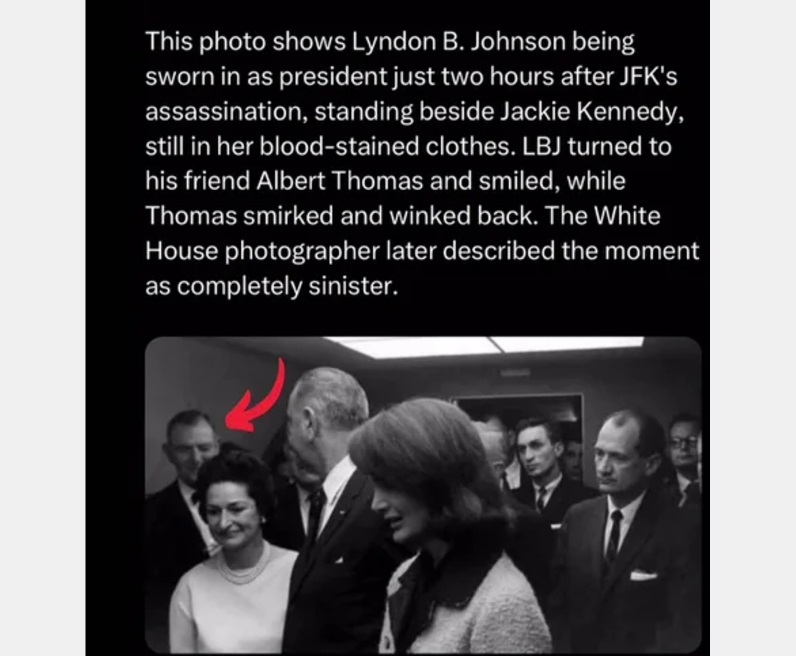 This photo shows Lyndon B. Johnson being
sworn in as president just two hours after JFK's
assassination, standing beside Jackie Kennedy,
still in her blood-stained clothes. LBJ turned to
his friend Albert Thomas and smiled, while
Thomas smirked and winked back. The White
House photographer later described the moment
as completely sinister.